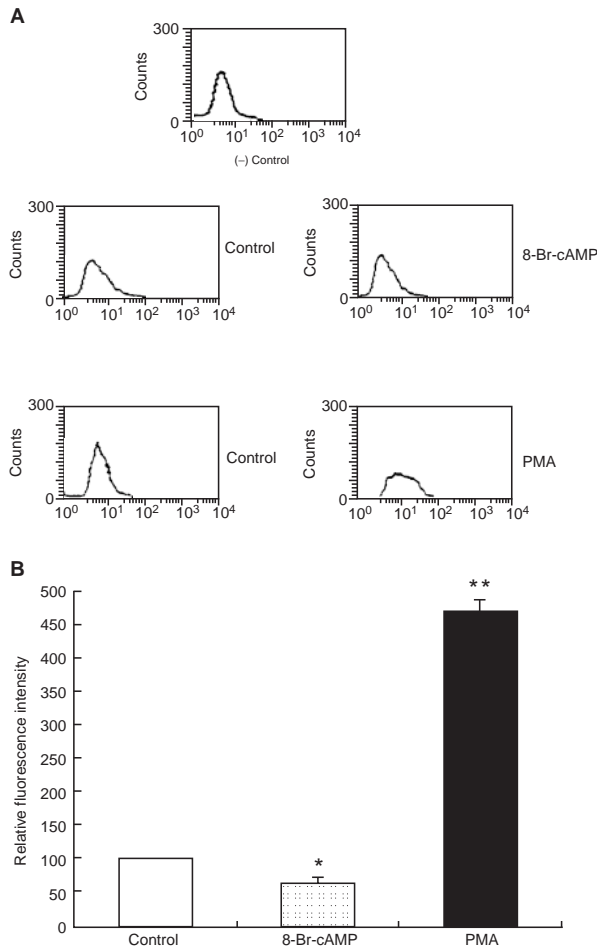 A
300
Counts
0
10⁰ 10¹ 10² 10³ 10⁴
(–) Control
300
Counts
0
10⁰ 10¹ 10² 10³ 10⁴
Control
300
Counts
0
10⁰ 10¹ 10² 10³ 10⁴
8-Br-cAMP
300
Counts
0
10⁰ 10¹ 10² 10³ 10⁴
Control
300
Counts
0
10⁰ 10¹ 10² 10³ 10⁴
PMA
B
Relative fluorescence intensity
500
450
400
350
300
250
200
150
100
50
0
*
**
Control 8-Br-cAMP PMA